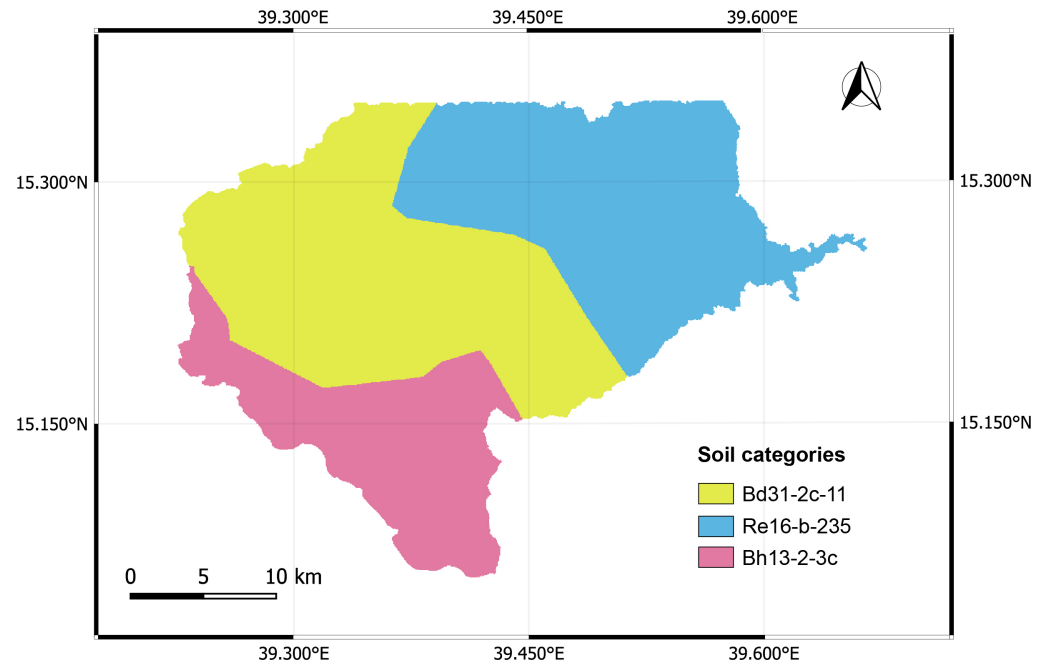 39.300°E 39.450°E 39.600°E
15.300°N 15.300°N
15.150°N 15.150°N
Soil categories
Bd31-2c-11
Re16-b-235
Bh13-2-3c
0 5 10 km
39.300°E 39.450°E 39.600°E